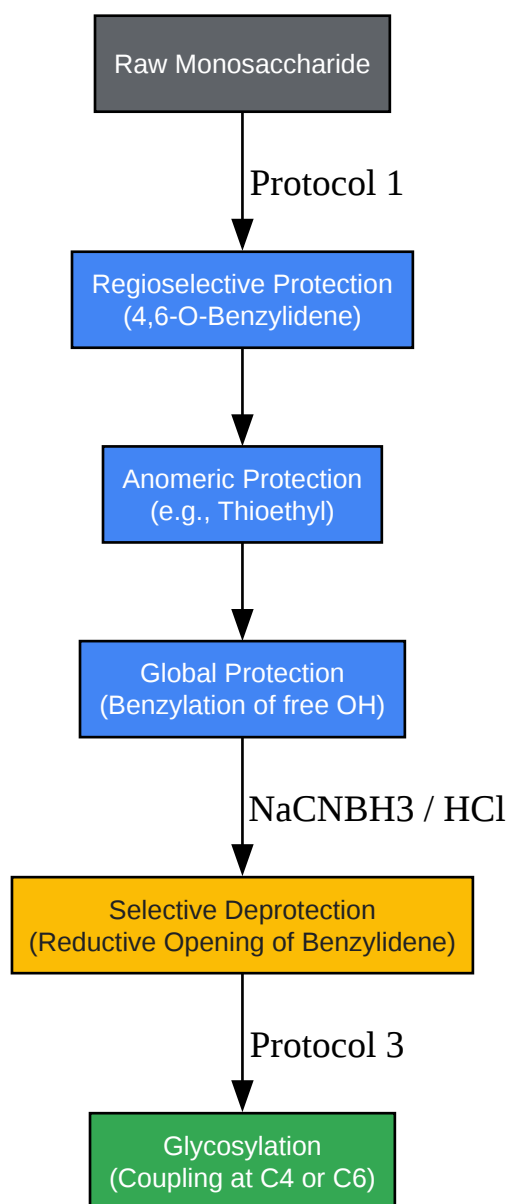 Raw Monosaccharide
Protocol 1
Regioselective Protection
(4,6-O-Benzylidene)
Anomeric Protection
(e.g., Thioethyl)
Global Protection
(Benzylation of free OH)
NaCNBH3 / HCl
Selective Deprotection
(Reductive Opening of Benzylidene)
Protocol 3
Glycosylation
(Coupling at C4 or C6)